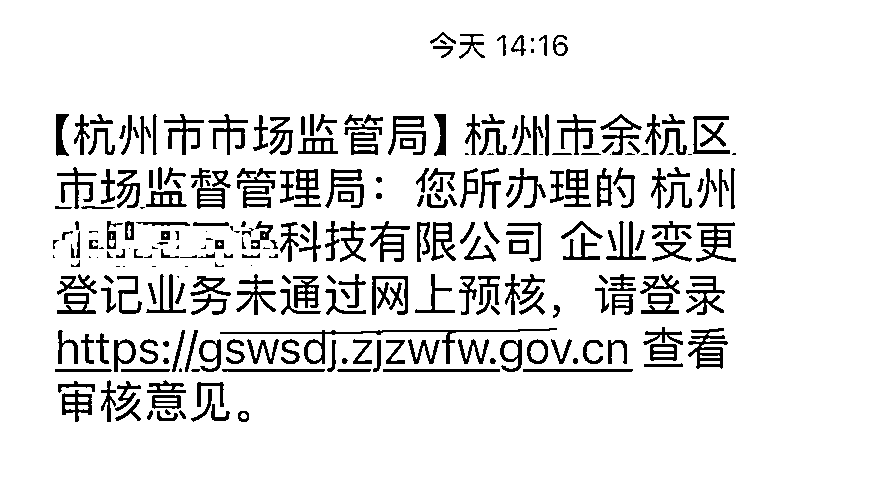 今天 14:16
【杭州市市场监管局】杭州市余杭区
市场监督管理局：您所办理的 杭州
科技有限公司 企业变更
登记业务未通过网上预核，请登录
https://gswsdj.zjzwfw.gov.cn 查看
审核意见。